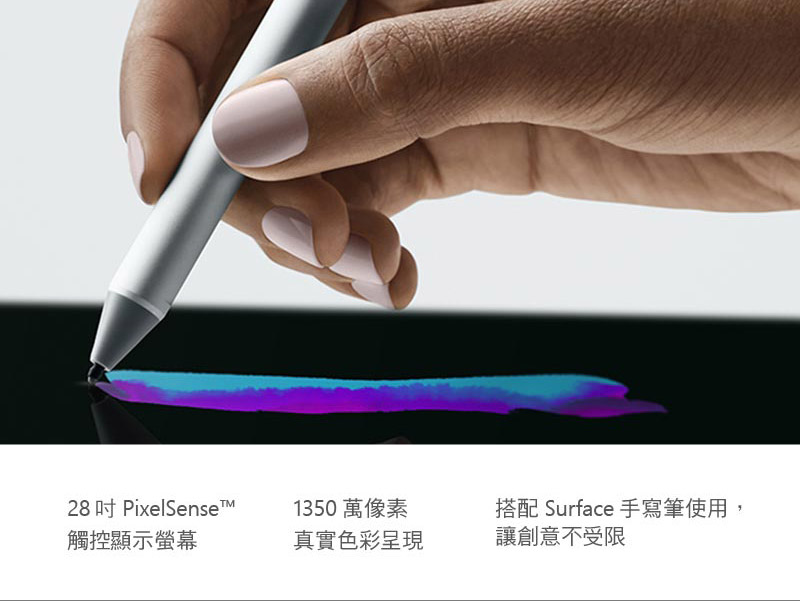 28 吋 PixelSense™
觸控顯示螢幕
1350 萬像素
真實色彩呈現
搭配 Surface 手寫筆使用，
讓創意不受限